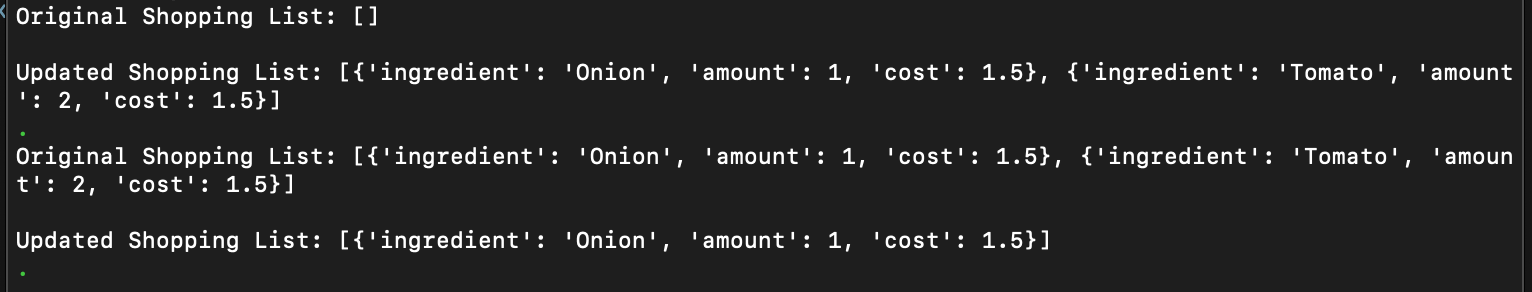 Original Shopping List: []
Updated Shopping List: [{'ingredient': 'Onion', 'amount': 1, 'cost': 1.5}, {'ingredient': 'Tomato', 'amount
': 2, 'cost': 1.5}]
.
Original Shopping List: [{'ingredient': 'Onion', 'amount': 1, 'cost': 1.5}, {'ingredient': 'Tomato', 'amoun
t': 2, 'cost': 1.5}]
Updated Shopping List: [{'ingredient': 'Onion', 'amount': 1, 'cost': 1.5}]
.